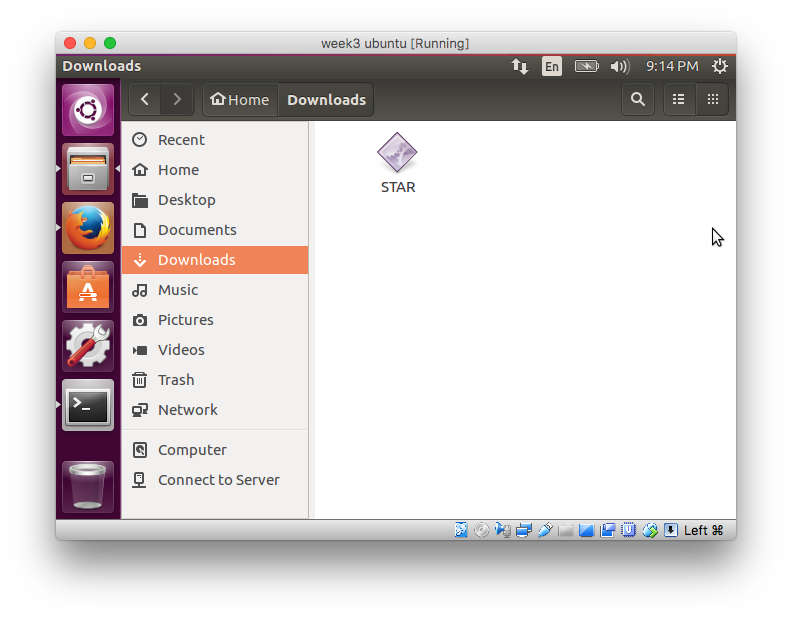 week3 ubuntu [Running]
Downloads En 9:14 PM
Home Downloads
Recent
Home
Desktop
Documents
Downloads
Music
Pictures
Videos
Trash
Network
Computer
Connect to Server
STAR
Left ⌘